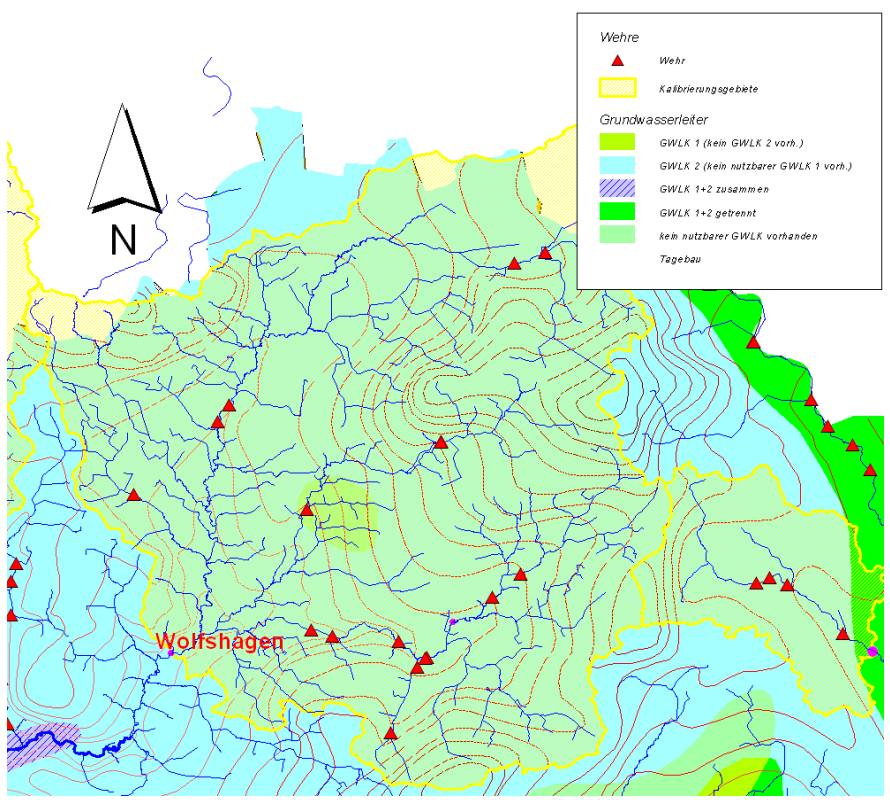 Wehre
Wehr
Kalibrierungsgebiete
Grundwasserleiter
GWLK 1 (kein GWLK 2 vorh.)
GWLK 2 (kein nutzbarer GWLK 1 vorh.)
GWLK 1+2 zusammen
GWLK 1+2 getrennt
kein nutzbarer GWLK vorhanden
Tagebau
N
Wolfshagen